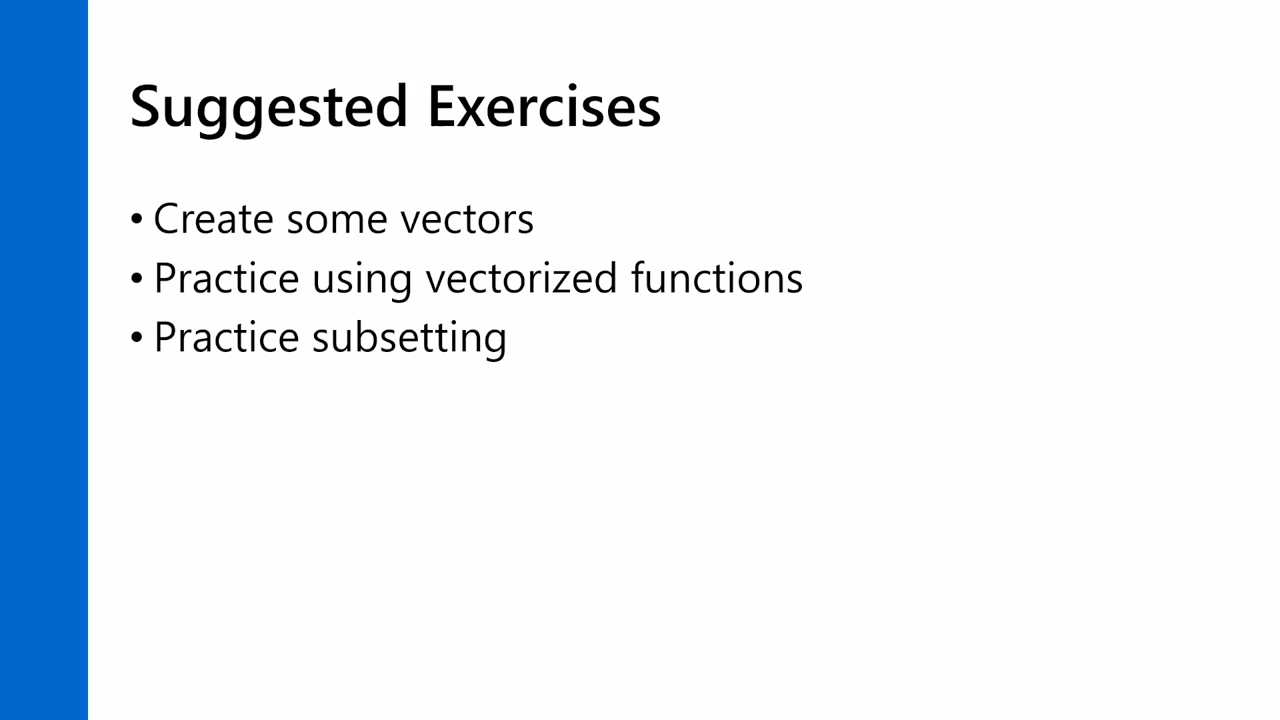 Suggested Exercises
• Create some vectors
• Practice using vectorized functions
• Practice subsetting